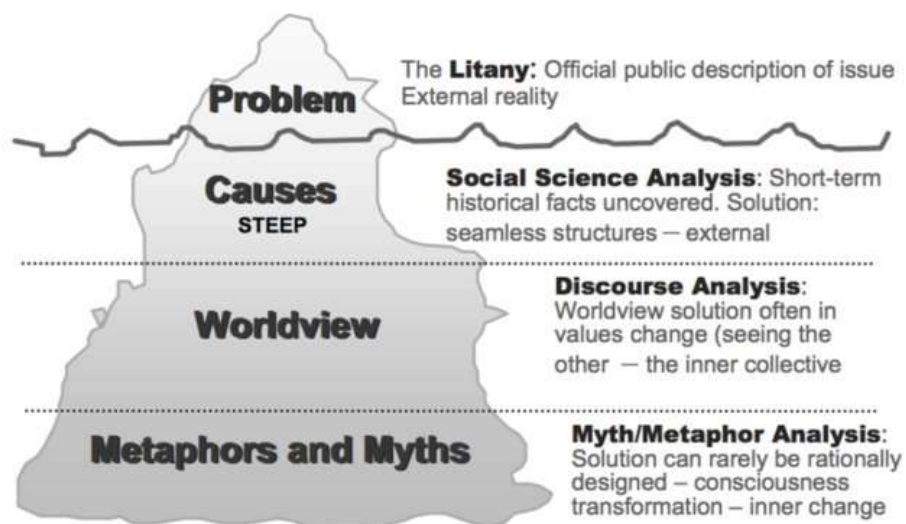 Problem
The Litany: Official public description of issue
External reality
Causes
STEEP
Social Science Analysis: Short-term
historical facts uncovered. Solution:
seamless structures – external
Worldview
Discourse Analysis:
Worldview solution often in
values change (seeing the
other – the inner collective
Metaphors and Myths
Myth/Metaphor Analysis:
Solution can rarely be rationally
designed – consciousness
transformation – inner change